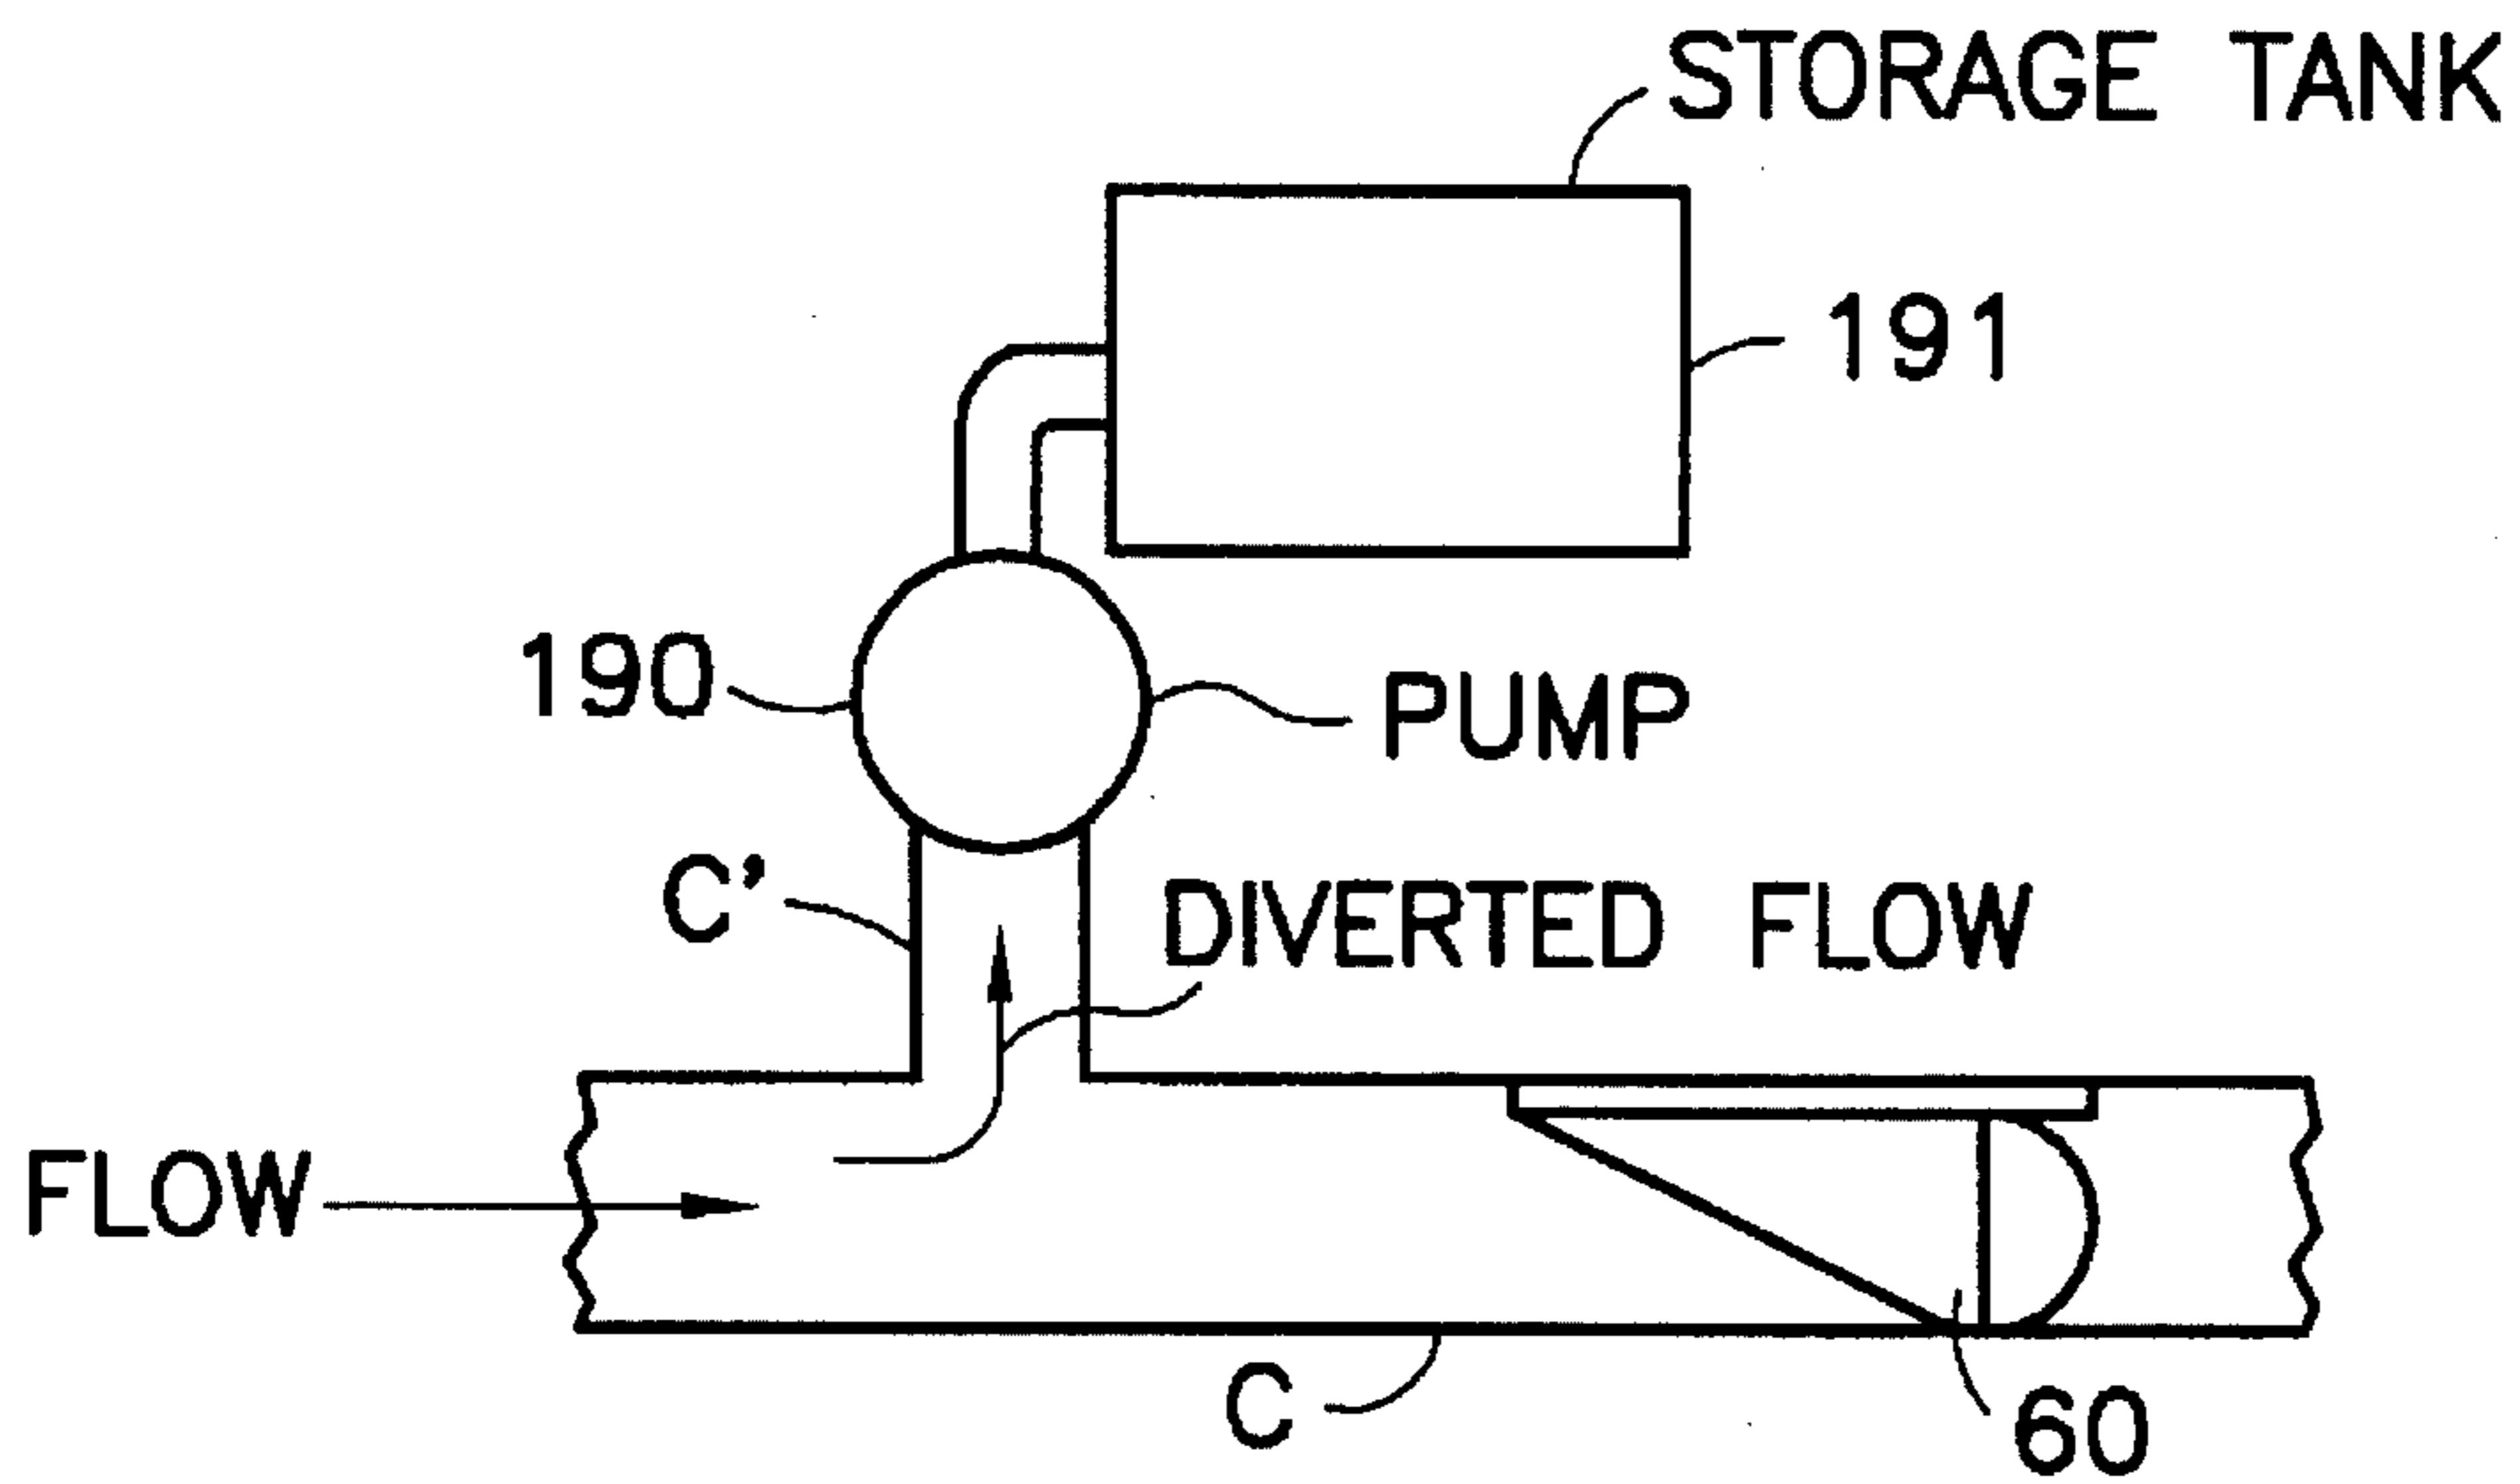 STORAGE TANK
191
190
PUMP
C'
DIVERTED FLOW
FLOW
C
60